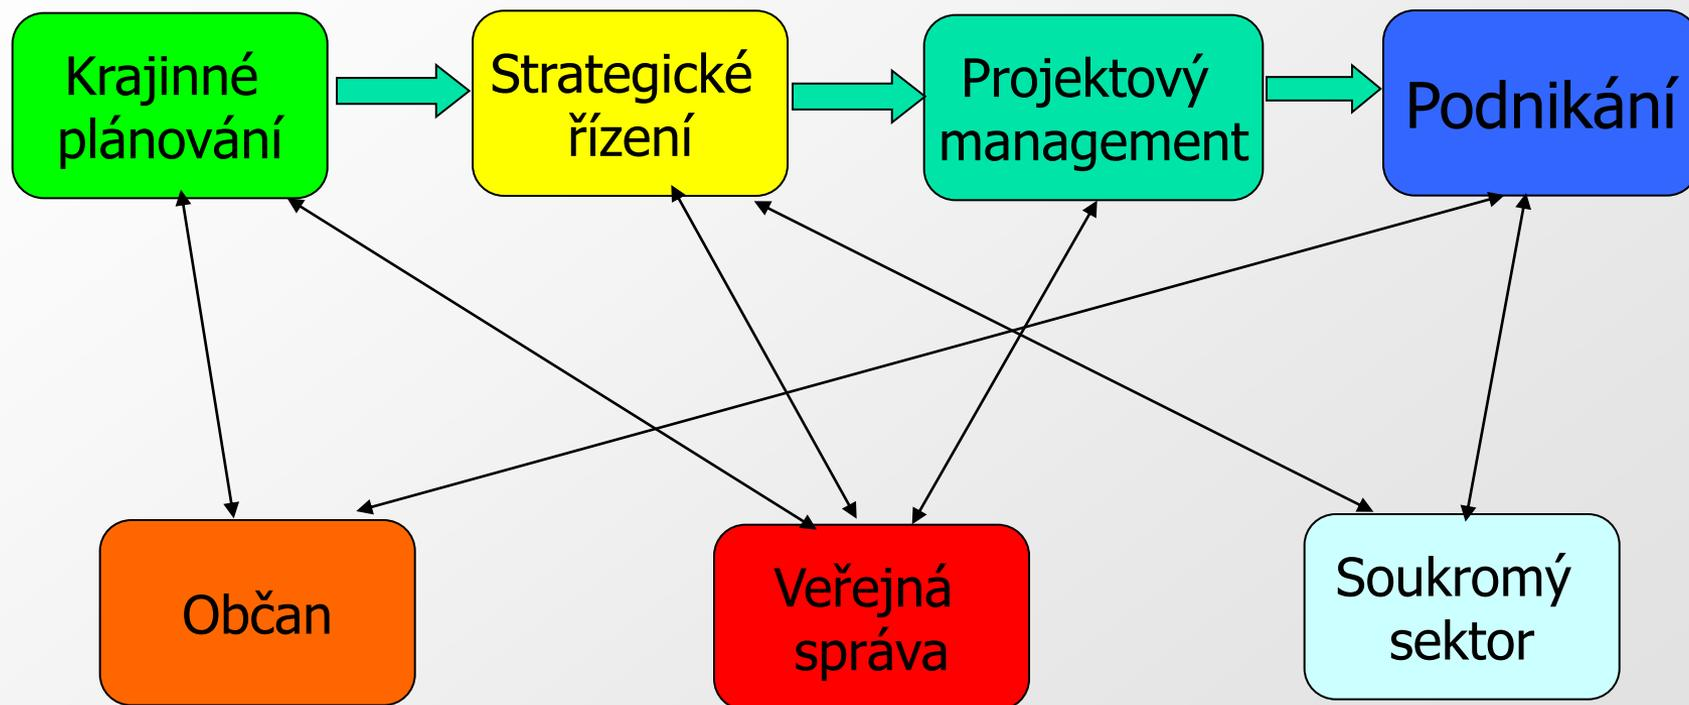 Krajinné
plánování
Strategické
řízení
Projektový
management
Podnikání
Občan
Veřejná
správa
Soukromý
sektor